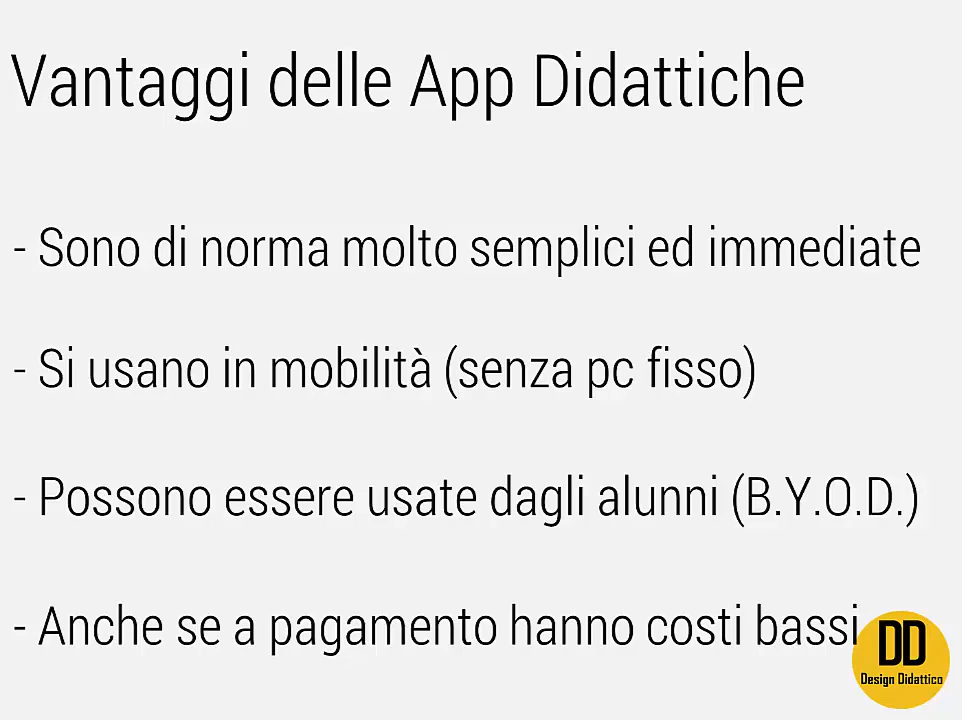 Vantaggi delle App Didattiche
- Sono di norma molto semplici ed immediate
- Si usano in mobilità (senza pc fisso)
- Possono essere usate dagli alunni (B.Y.O.D.)
- Anche se a pagamento hanno costi bassi
DD
Design Didattico